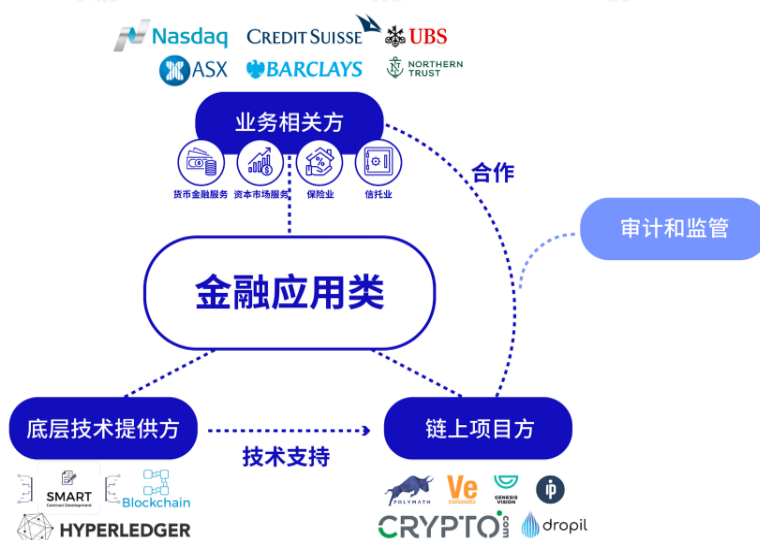 Nasdaq CREDIT SUISSE UBS
ASX BARCLAYS NORTHERN TRUST
业务相关方
货币金融服务 资本市场服务 保险业 信托业
合作
审计和监管
金融应用类
底层技术提供方
技术支持
链上项目方
SMART
Contract Development
Blockchain
HYPERLEDGER
POLYMATH
Ve
GENESIS
VISION
ip
CRYPTO.com
dropil